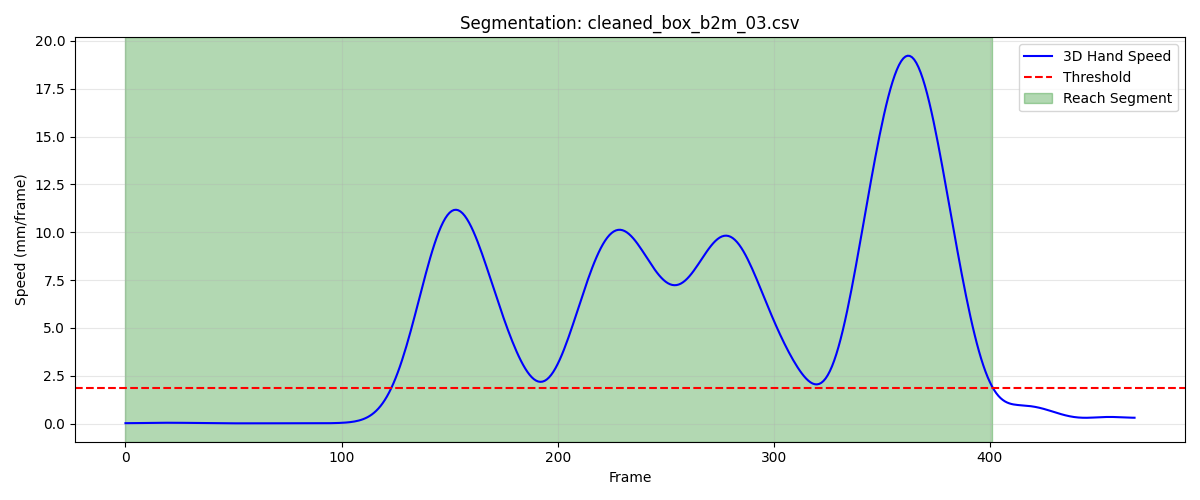 Segmentation: cleaned_box_b2m_03.csv
20.0
17.5
15.0
12.5
10.0
7.5
5.0
2.5
0.0
Speed (mm/frame)
3D Hand Speed
Threshold
Reach Segment
0 100 200 300 400
Frame